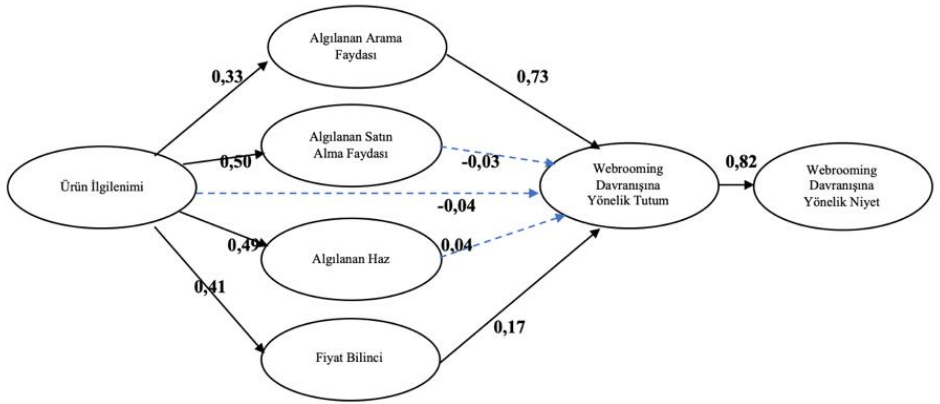 Algılanan Arama
Faydası
0,33
0,73
Algılanan Satın
Alma Faydası
0,50
-0,03
Webrooming
Davranışına
Yönelik Tutum
0,82
Webrooming
Davranışına
Yönelik Niyet
Ürün İlgilenimi
-0,04
0,49
Algılanan Haz
0,04
0,41
Fiyat Bilinci
0,17